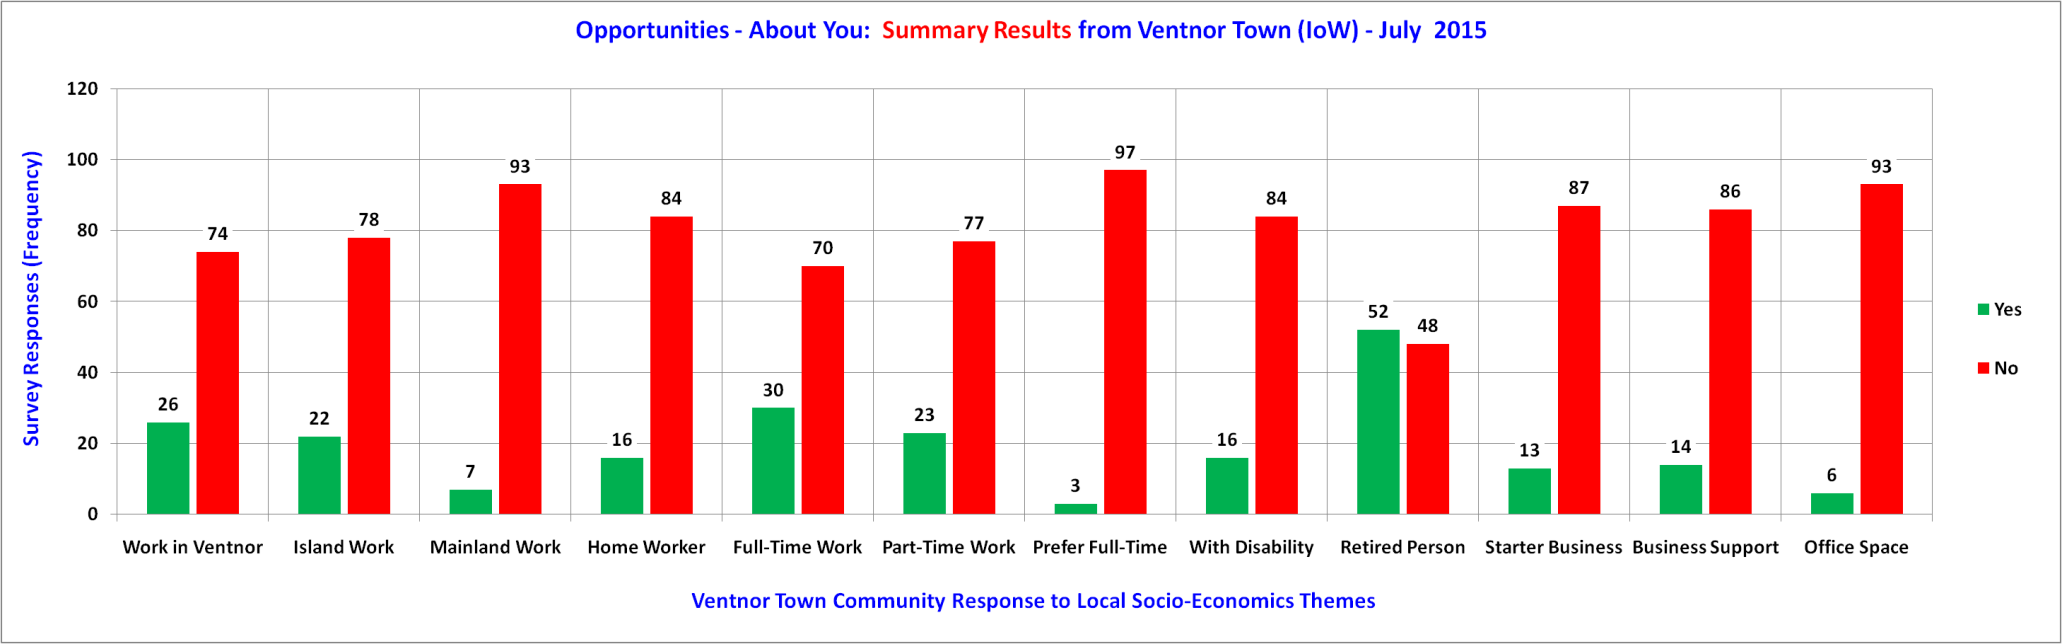 Opportunities - About You: Summary Results from Ventnor Town (IoW) - July 2015
Survey Responses (Frequency)
120
100
80
60
40
20
0
26
74
22
78
7
93
16
84
30
70
23
77
3
97
16
84
52
48
13
87
14
86
6
93
Work in Ventnor
Island Work
Mainland Work
Home Worker
Full-Time Work
Part-Time Work
Prefer Full-Time
With Disability
Retired Person
Starter Business
Business Support
Office Space
Yes
No
Ventnor Town Community Response to Local Socio-Economics Themes